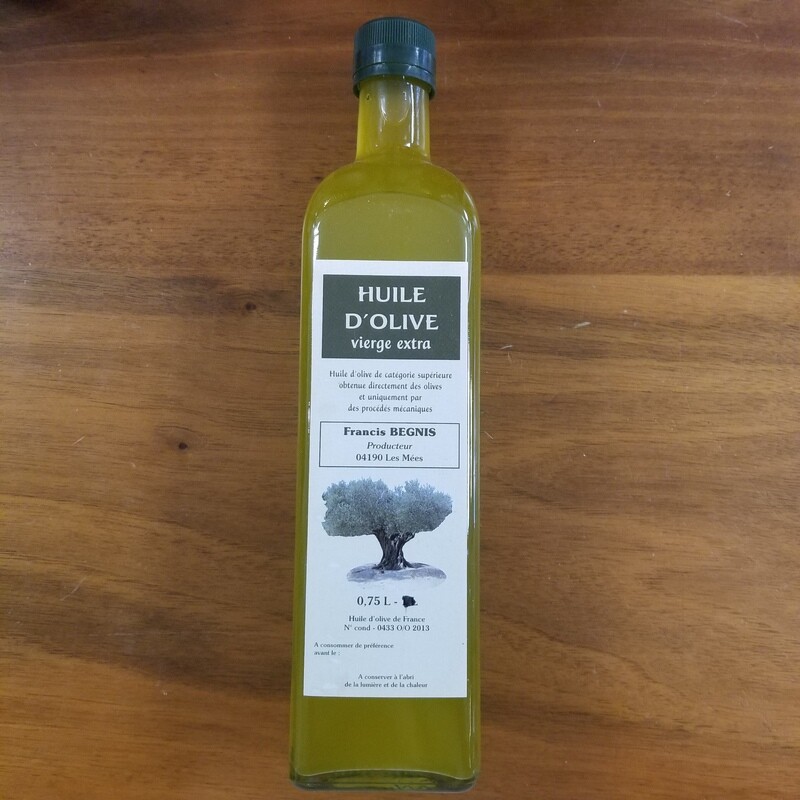 HUILE
D'OLIVE
vierge extra
Huile d'olive de catégorie supérieure
obtenue directement des olives
et uniquement par
des procédés mécaniques
Francis BEGNIS
Producteur
04190 Les Mées
0,75 L -
Huile d'olive de France
N° cond - 0433 O/O 2013
A consommer de préférence
avant le :
A conserver à l'abri
de la lumière et de la chaleur